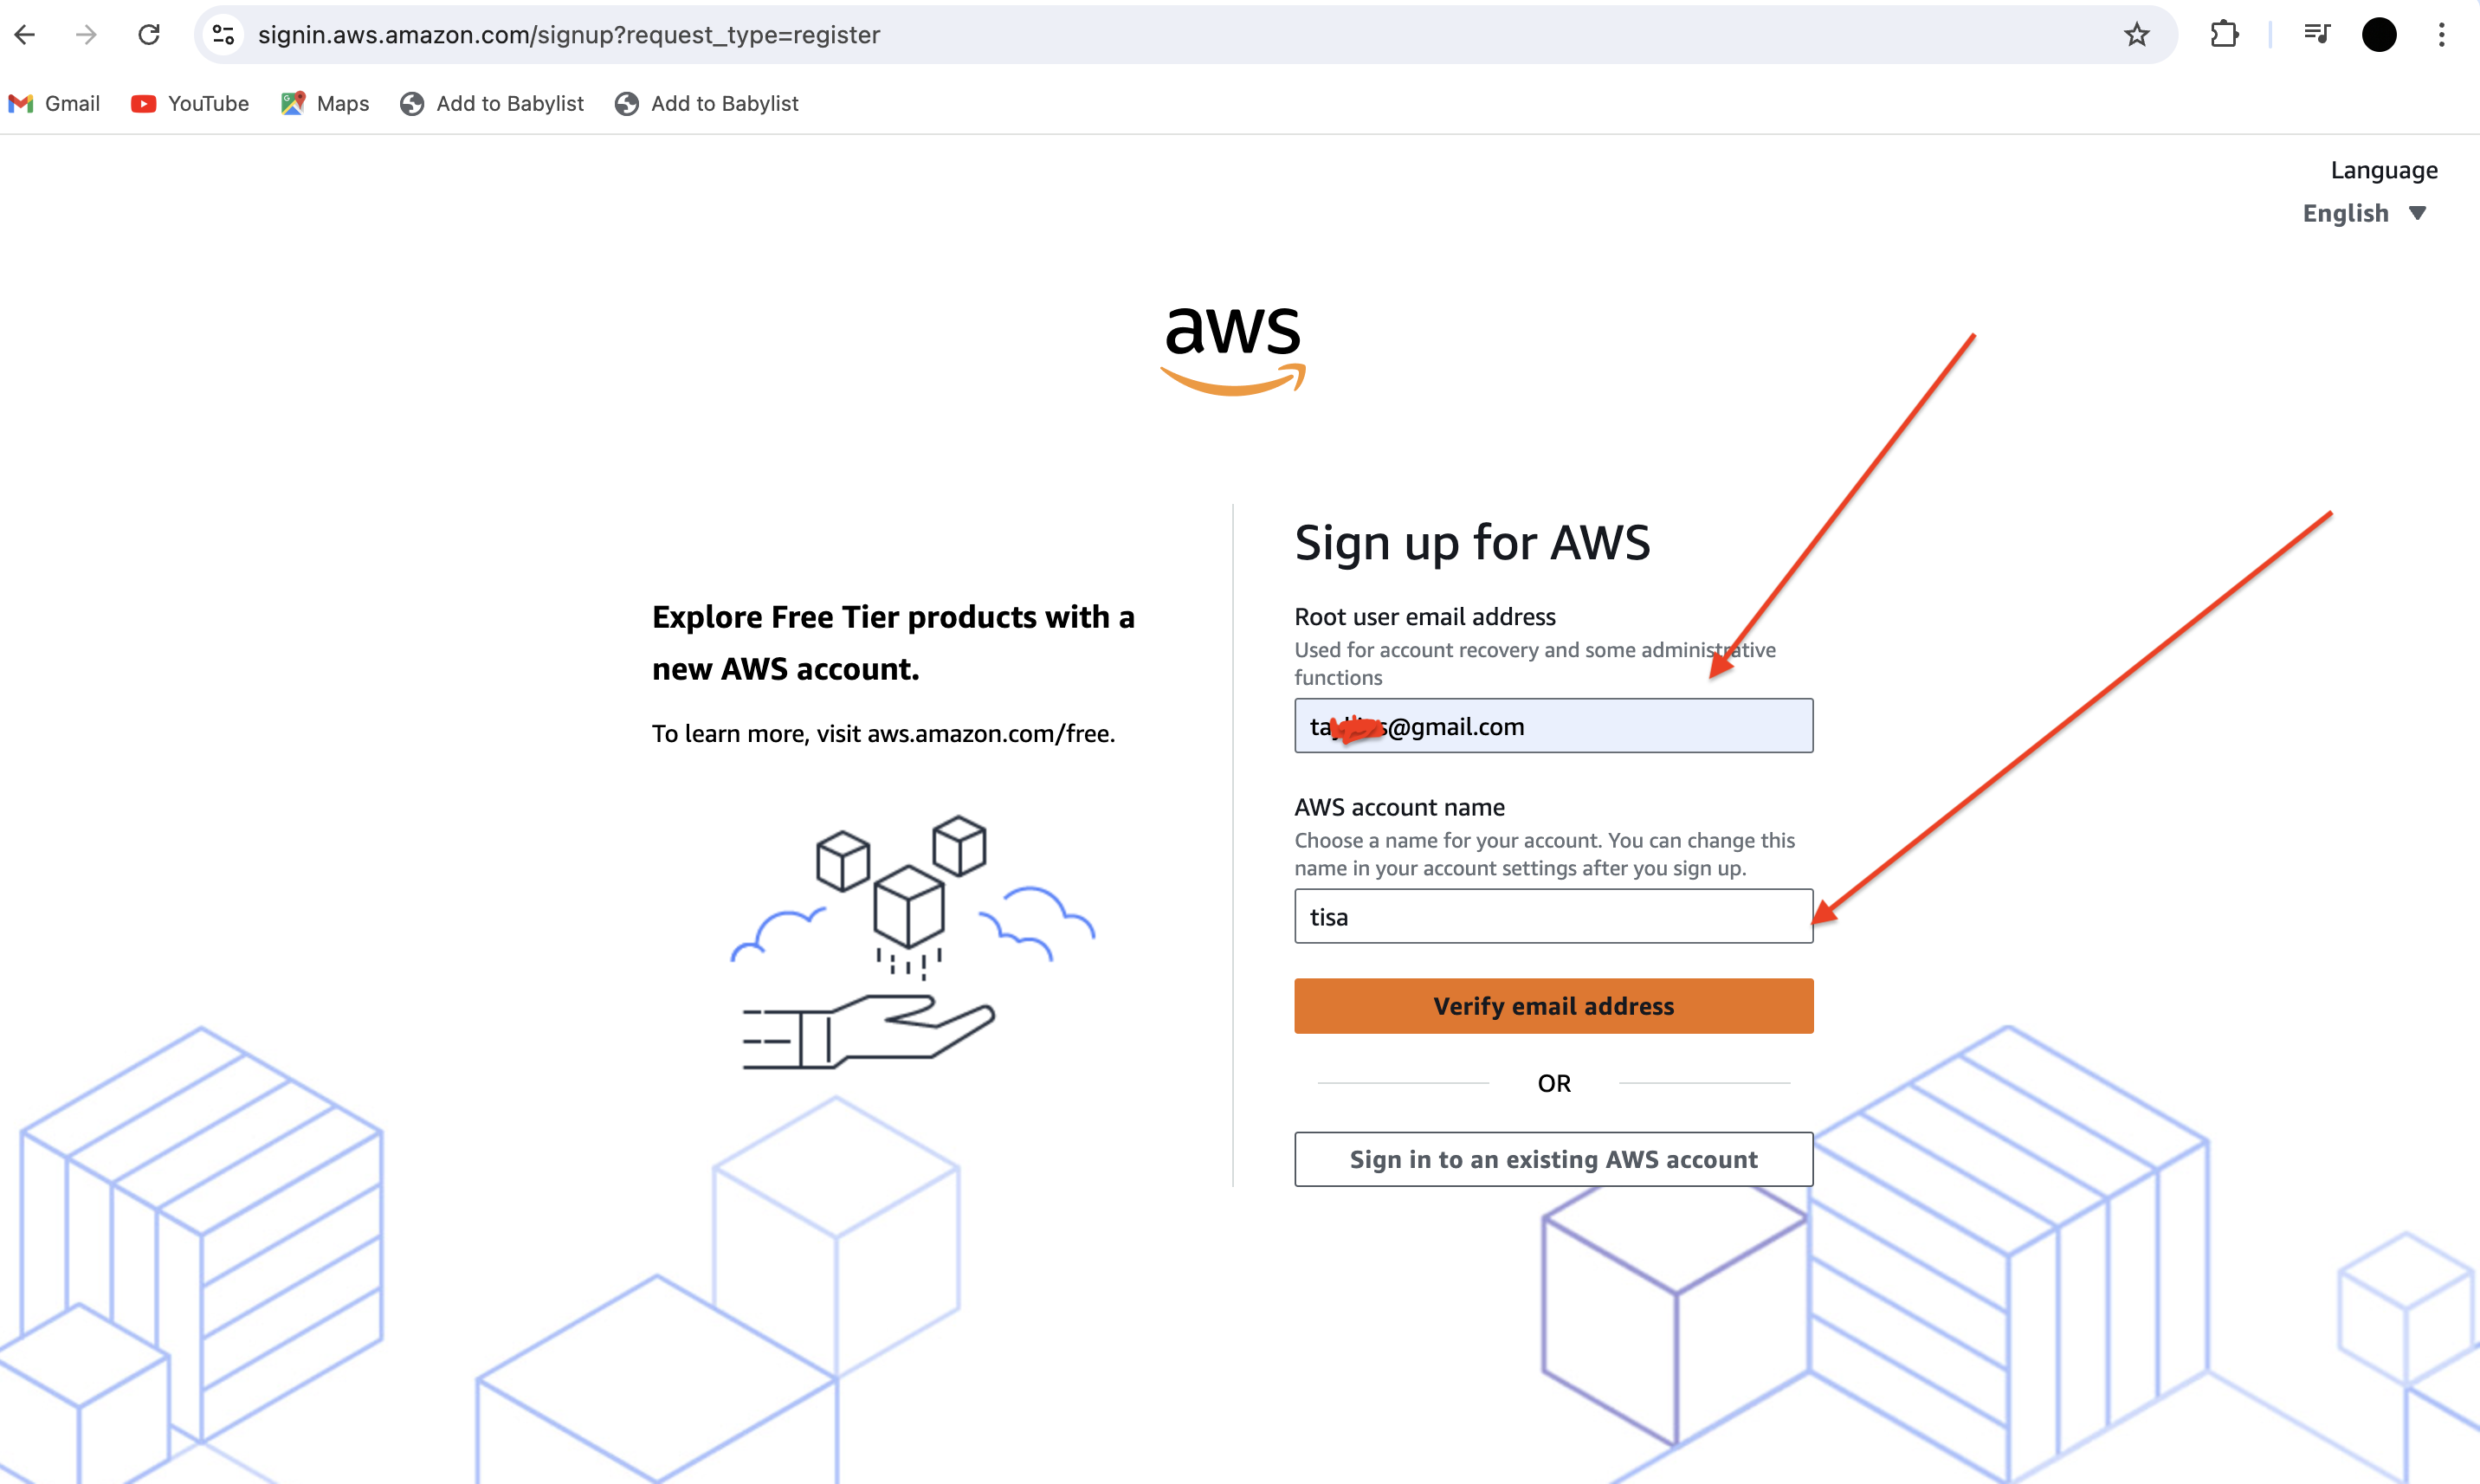 signin.aws.amazon.com/signup?request_type=register
Gmail YouTube Maps Add to Babylist Add to Babylist
Language
English
aws
Explore Free Tier products with a
new AWS account.
To learn more, visit aws.amazon.com/free.
Sign up for AWS
Root user email address
Used for account recovery and some administrative
functions
@gmail.com
AWS account name
Choose a name for your account. You can change this
name in your account settings after you sign up.
tisa
Verify email address
OR
Sign in to an existing AWS account